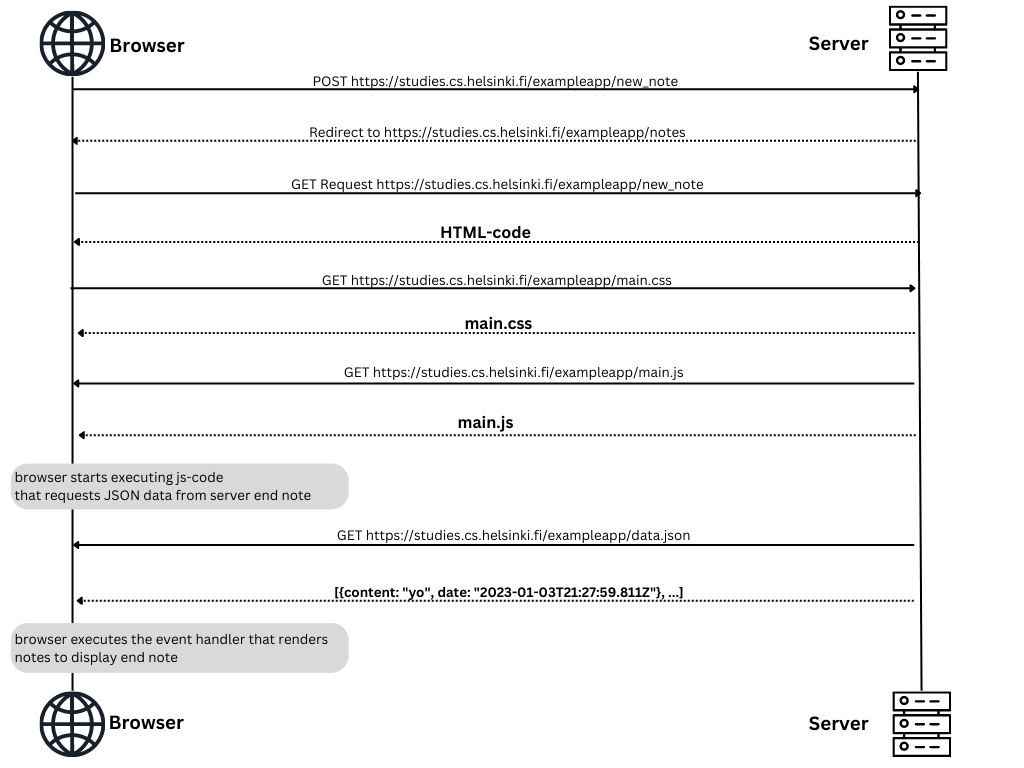 Browser
Server
POST https://studies.cs.helsinki.fi/exampleapp/new_note
Redirect to https://studies.cs.helsinki.fi/exampleapp/notes
GET Request https://studies.cs.helsinki.fi/exampleapp/new_note
HTML-code
GET https://studies.cs.helsinki.fi/exampleapp/main.css
main.css
GET https://studies.cs.helsinki.fi/exampleapp/main.js
main.js
browser starts executing js-code
that requests JSON data from server end note
GET https://studies.cs.helsinki.fi/exampleapp/data.json
[{content: "yo", date: "2023-01-03T21:27:59.811Z"}, ...]
browser executes the event handler that renders
notes to display end note
Browser
Server